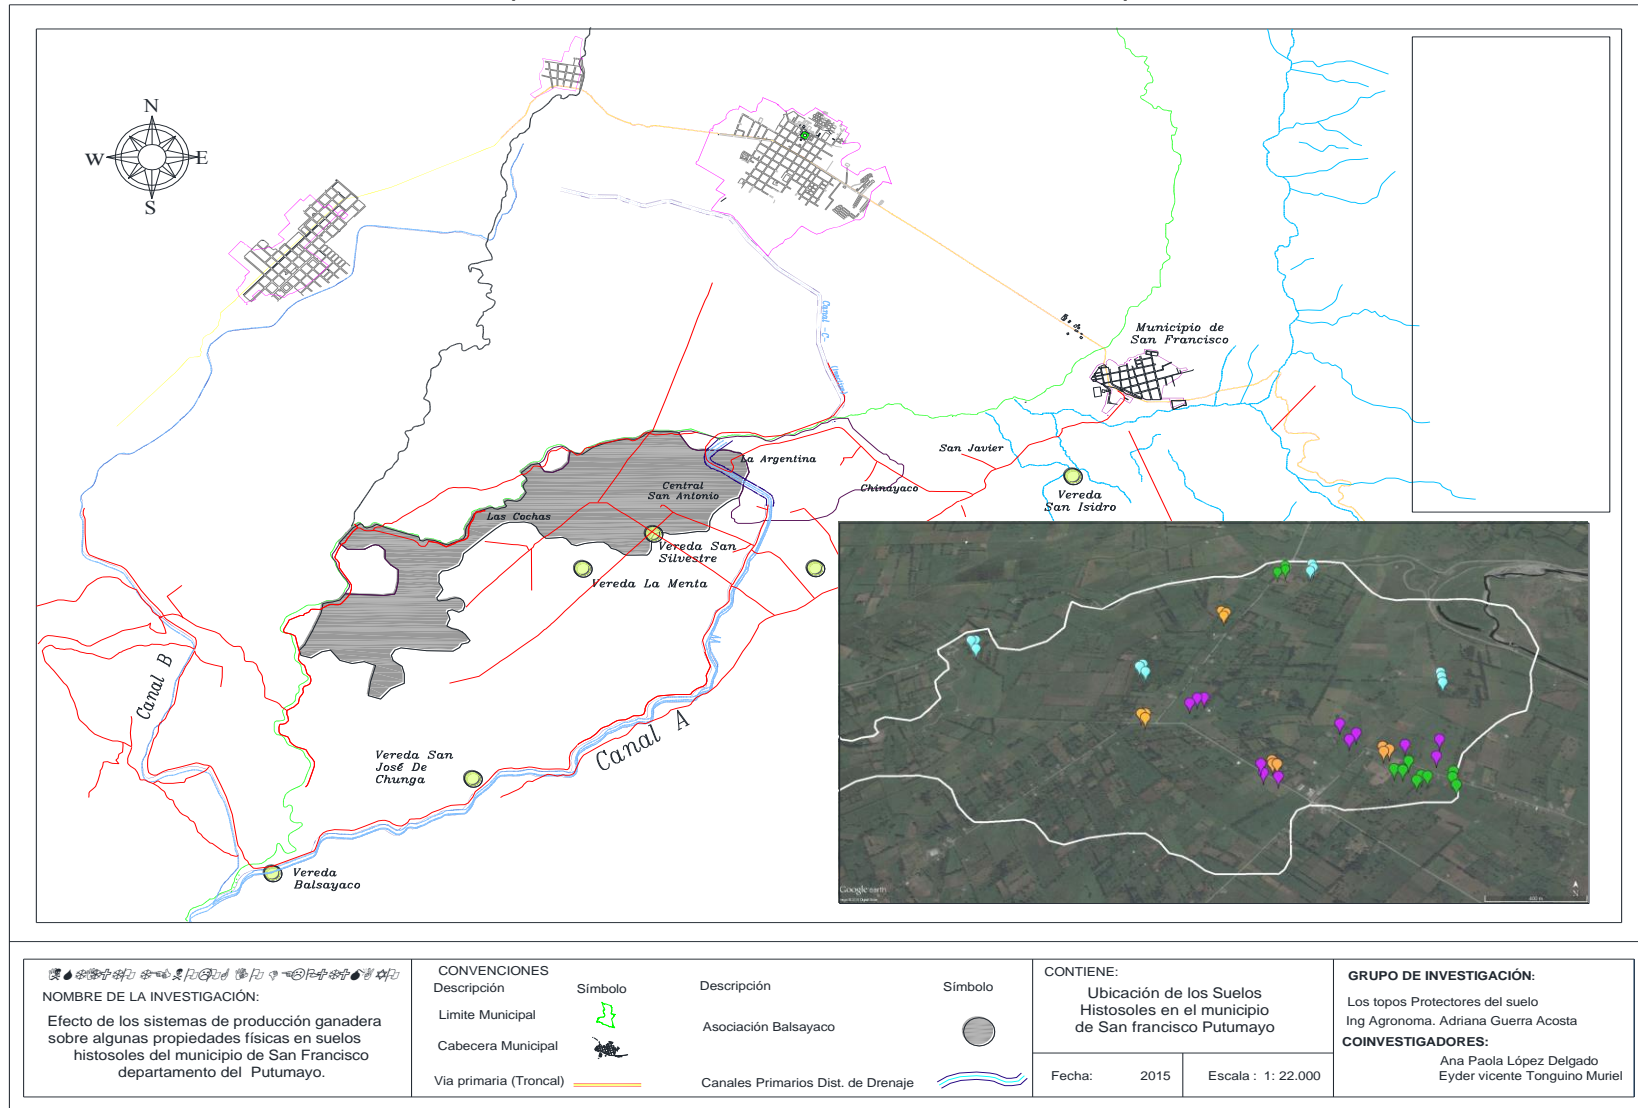 N
W
E
S
Canal -C-
Municipio de
San Francisco
San Javier
La Argentina
Chinayaco
Central
San Antonio
Las Cochas
Vereda
San Isidro
Vereda San
Silvestre
Vereda La Menta
Canal B
Canal A
Vereda San
José De
Chunga
Vereda
Balsayaco
Google earth
N
NOMBRE DE LA INVESTIGACIÓN:
Efecto de los sistemas de producción ganadera
sobre algunas propiedades físicas en suelos
histosoles del municipio de San Francisco
departamento del Putumayo.
CONVENCIONES
Descripción
Símbolo
Limite Municipal
Cabecera Municipal
Via primaria (Troncal)
Descripción
Símbolo
Asociación Balsayaco
Canales Primarios Dist. de Drenaje
CONTIENE:
Ubicación de los Suelos
Histosoles en el municipio
de San francisco Putumayo
Fecha: 2015
Escala : 1: 22.000
GRUPO DE INVESTIGACIÓN:
Los topos Protectores del suelo
Ing Agronoma. Adriana Guerra Acosta
COINVESTIGADORES:
Ana Paola López Delgado
Eyder vicente Tonguino Muriel